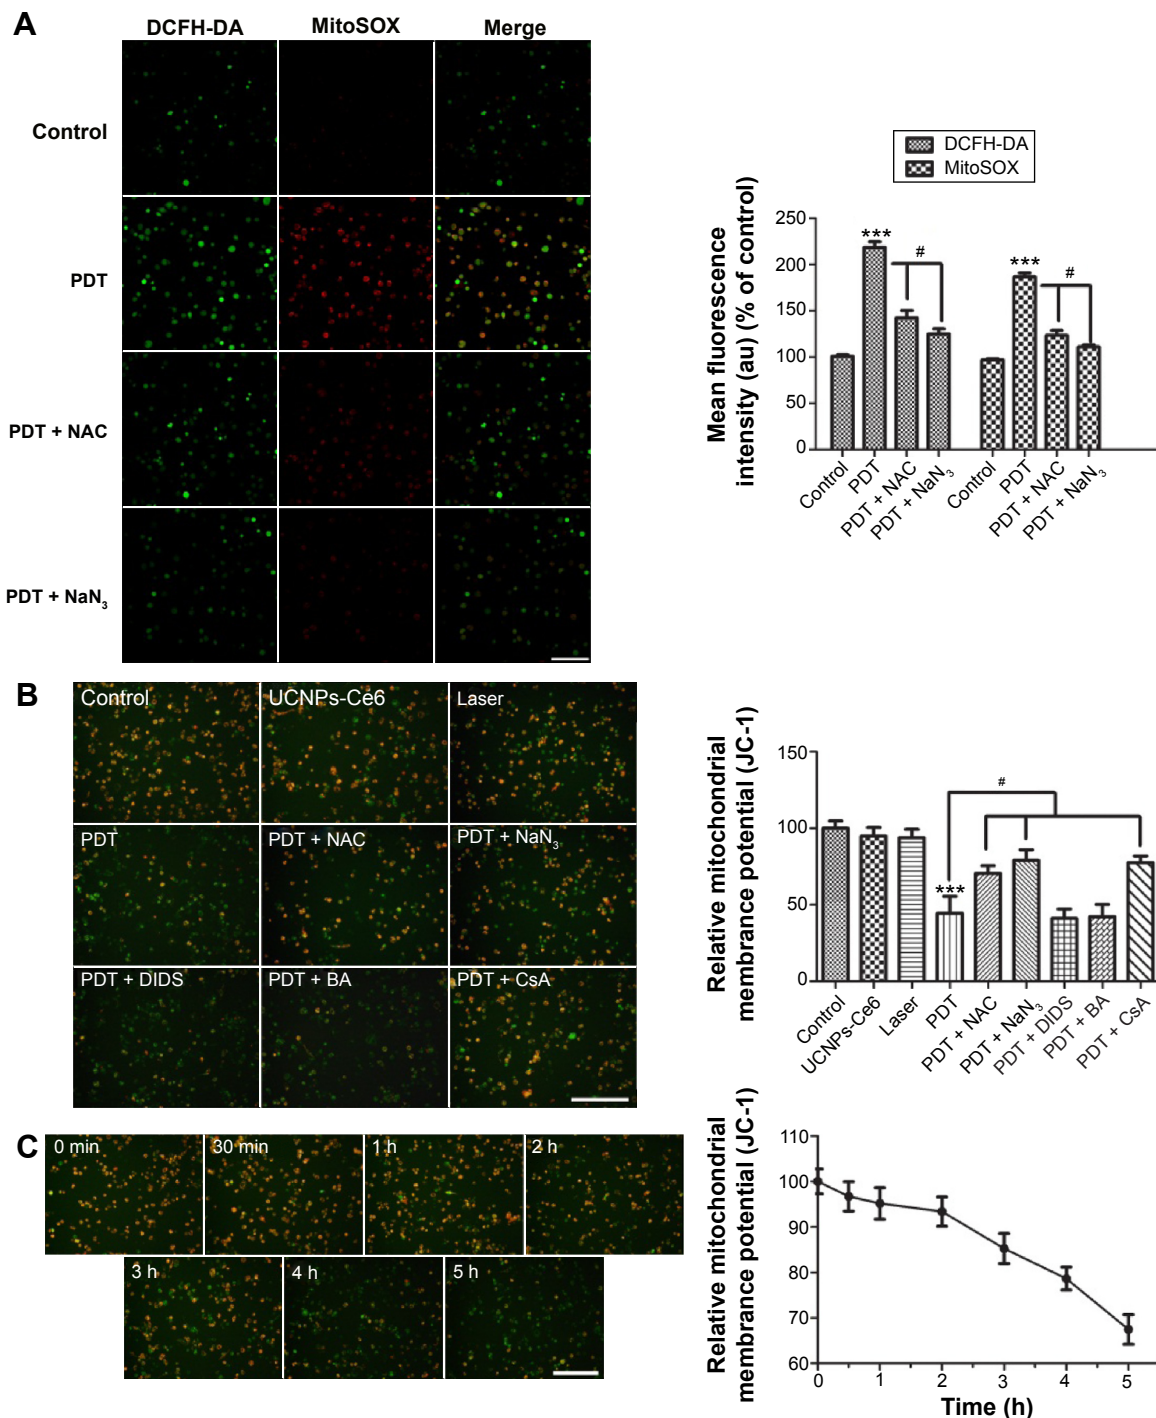 A
DCFH-DA MitoSOX Merge
Control
PDT
PDT + NAC
PDT + NaN₃
DCFH-DA
MitoSOX
Mean fluorescence
intensity (au) (% of control)
250
200
150
100
50
0
***
#
***
#
Control
PDT
PDT + NAC
PDT + NaN₃
Control
PDT
PDT + NAC
PDT + NaN₃
B
Control
UCNPs-Ce6
Laser
PDT
PDT + NAC
PDT + NaN₃
PDT + DIDS
PDT + BA
PDT + CsA
Relative mitochondrial
membrance potential (JC-1)
150
100
50
0
***
#
Control
UCNPs-Ce6
Laser
PDT
PDT + NAC
PDT + NaN₃
PDT + DIDS
PDT + BA
PDT + CsA
C
0 min
30 min
1 h
2 h
3 h
4 h
5 h
Relative mitochondrial
membrance potential (JC-1)
110
100
90
80
70
60
0 1 2 3 4 5
Time (h)